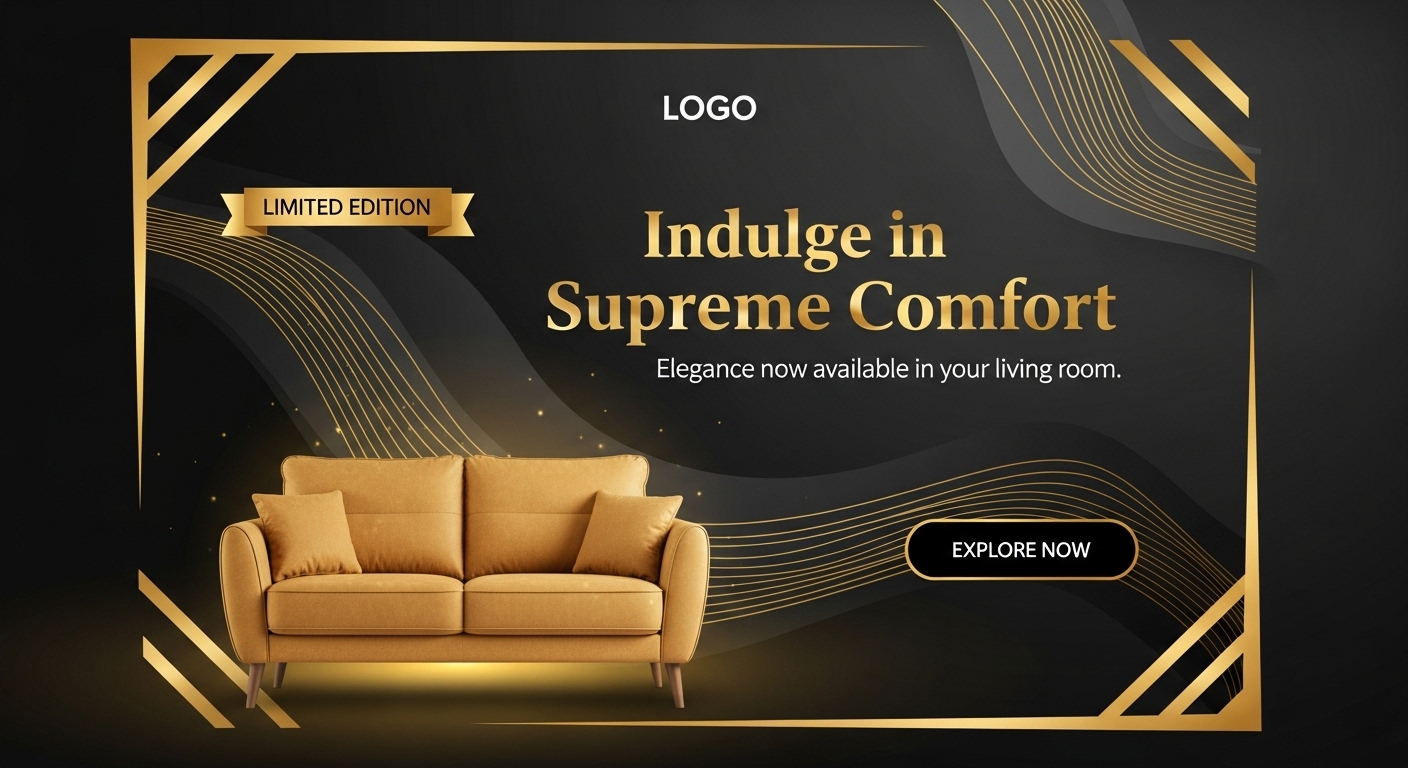 LOGO
LIMITED EDITION
Indulge in
Supreme Comfort
Elegance now available in your living room.
EXPLORE NOW